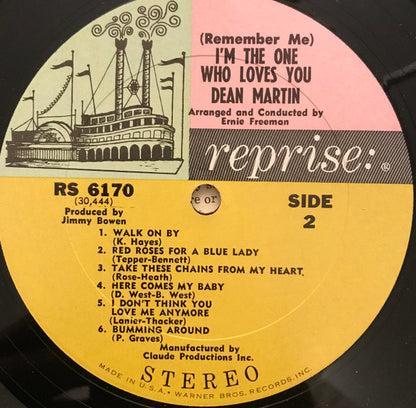 (Remember Me)
I'M THE ONE
WHO LOVES YOU
DEAN MARTIN
Arranged and Conducted by
Ernie Freeman
reprise: ®
RS 6170
(30,444)
Produced by
Jimmy Bowen
e or
SIDE
2
1. WALK ON BY
(K. Hayes)
2. RED ROSES FOR A BLUE LADY
(Tepper-Bennett)
3. TAKE THESE CHAINS FROM MY HEART
(Rose-Heath)
4. HERE COMES MY BABY
(D. West-B. West)
5. I DON'T THINK YOU
LOVE ME ANYMORE
(Lanier-Thacker)
6. BUMMING AROUND
(P. Graves)
Manufactured by
Claude Productions Inc.
STEREO
MADE IN U.S.A. • WARNER BROS. RECORDS, INC.